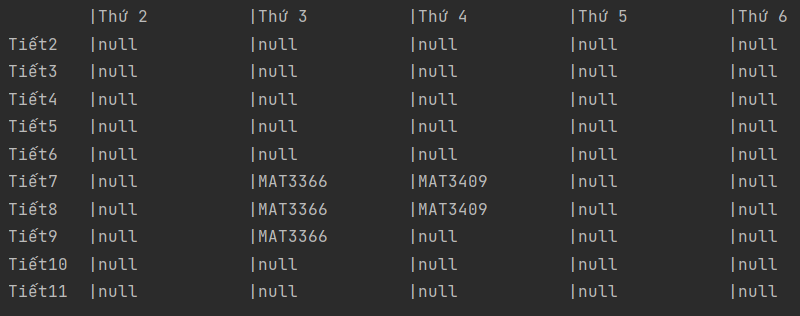 |Thứ 2 |Thứ 3 |Thứ 4 |Thứ 5 |Thứ 6
Tiết2 |null |null |null |null |null
Tiết3 |null |null |null |null |null
Tiết4 |null |null |null |null |null
Tiết5 |null |null |null |null |null
Tiết6 |null |null |null |null |null
Tiết7 |null |MAT3366 |MAT3409 |null |null
Tiết8 |null |MAT3366 |MAT3409 |null |null
Tiết9 |null |MAT3366 |null |null |null
Tiết10 |null |null |null |null |null
Tiết11 |null |null |null |null |null